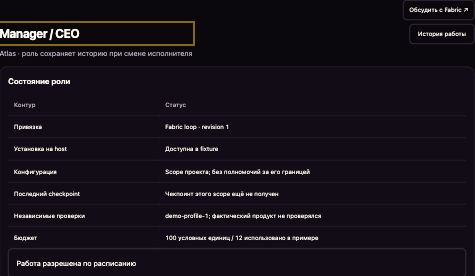 Обсудить с Fabric ↗
Manager / CEO
История работы
Atlas · роль сохраняет историю при смене исполнителя
Состояние роли
Контур Статус
Привязка Fabric loop · revision 1
Установка на host Доступна в fixture
Конфигурация Scope проекта; без полномочий за его границей
Последний checkpoint Чекпоинт этого scope ещё не получен
Независимые проверки demo-profile-1; фактический продукт не проверялся
Бюджет 100 условных единиц / 12 использовано в примере
Работа разрешена по расписанию